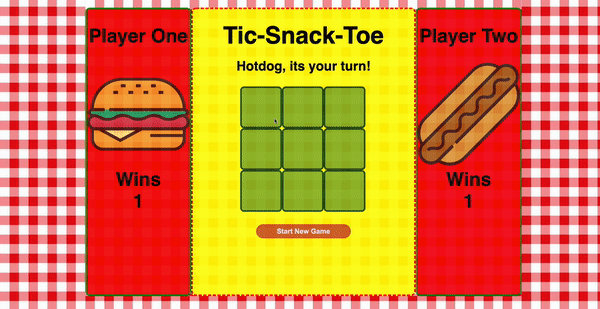 Player One
Wins
1
Tic-Snack-Toe
Hotdog, its your turn!
Start New Game
Player Two
Wins
1